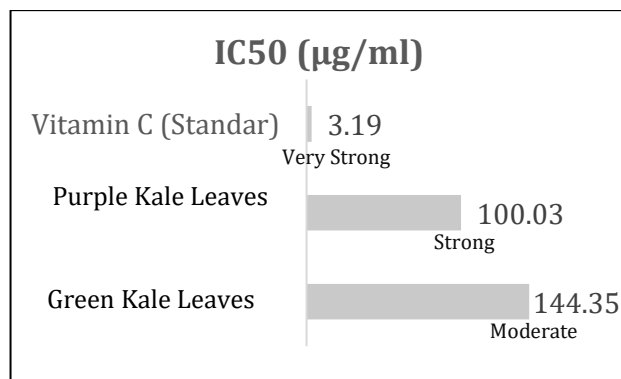 IC50 (µg/ml)
Vitamin C (Standar) 3.19
Very Strong
Purple Kale Leaves 100.03
Strong
Green Kale Leaves 144.35
Moderate